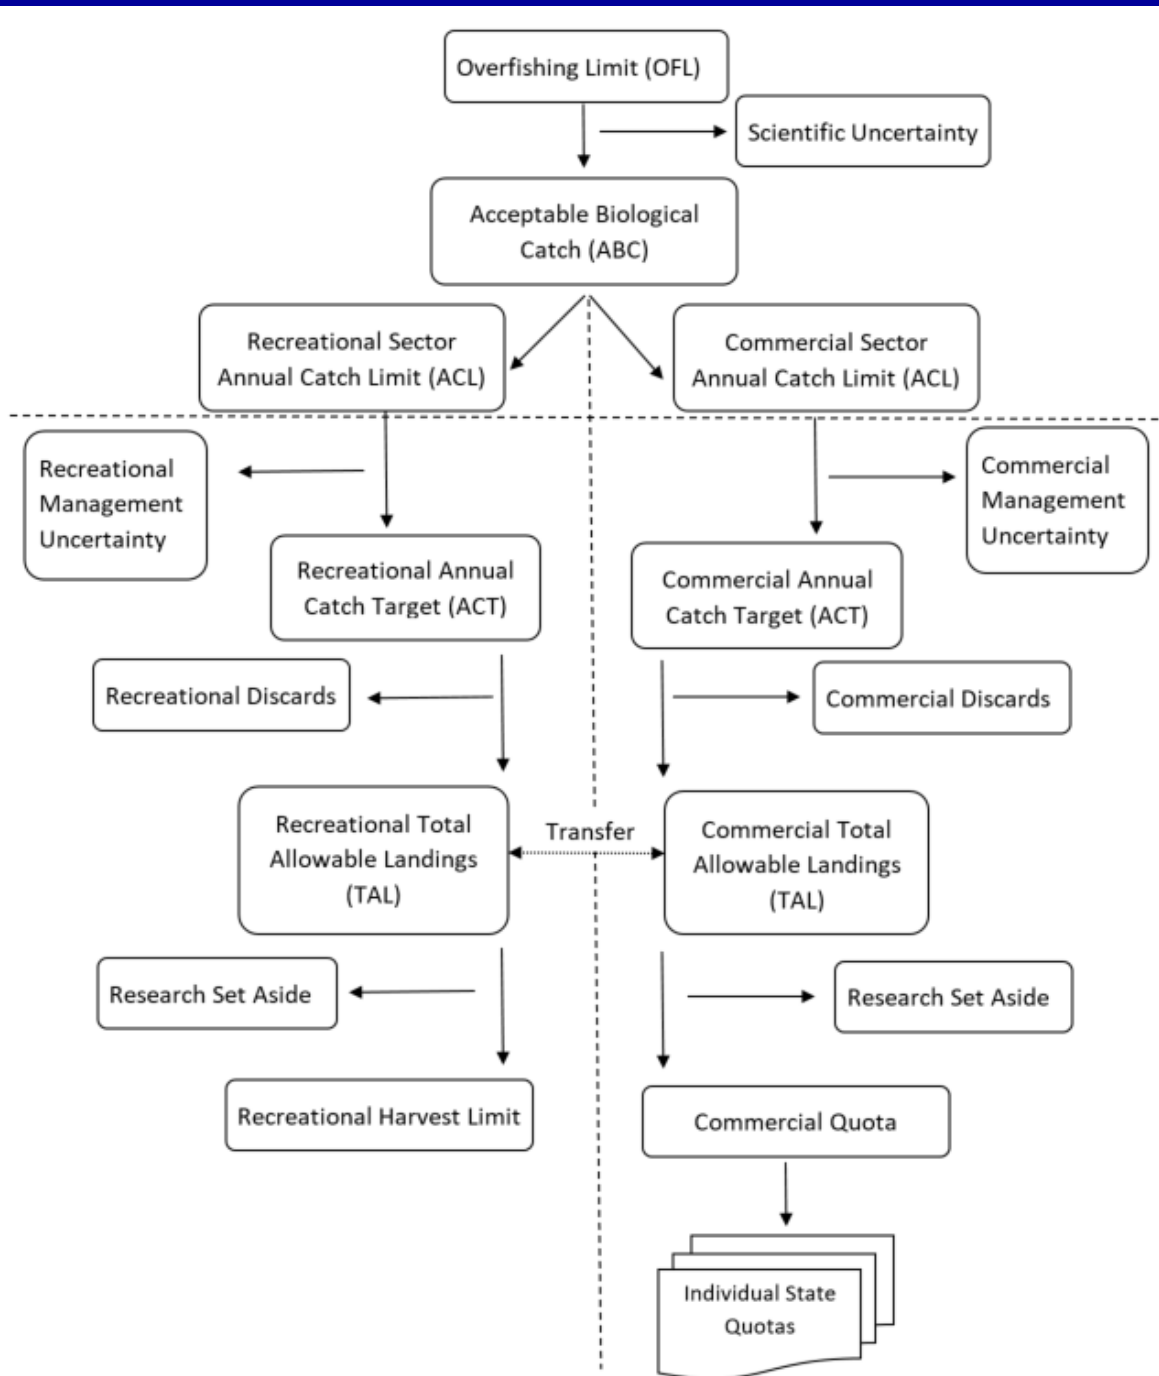 Overfishing Limit (OFL)
Scientific Uncertainty
Acceptable Biological
Catch (ABC)
Recreational Sector
Annual Catch Limit (ACL)
Commercial Sector
Annual Catch Limit (ACL)
Recreational
Management
Uncertainty
Commercial
Management
Uncertainty
Recreational Annual
Catch Target (ACT)
Commercial Annual
Catch Target (ACT)
Recreational Discards
Commercial Discards
Recreational Total
Allowable Landings
(TAL)
Transfer
Commercial Total
Allowable Landings
(TAL)
Research Set Aside
Research Set Aside
Recreational Harvest Limit
Commercial Quota
Individual State
Quotas